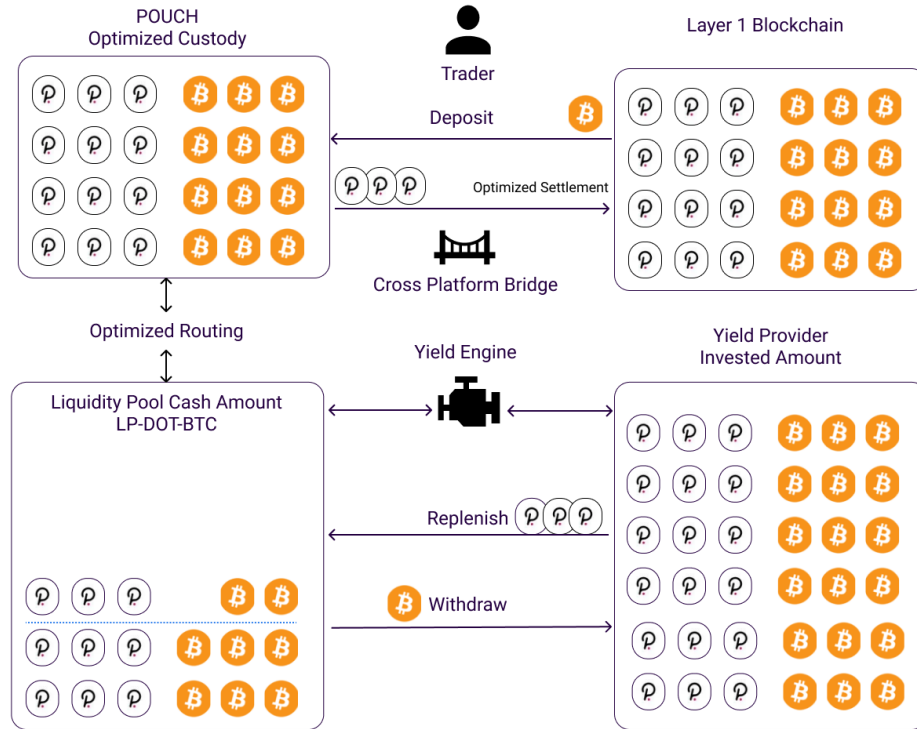 POUCH
Optimized Custody
Trader
Layer 1 Blockchain
Deposit
Optimized Settlement
Cross Platform Bridge
Optimized Routing
Yield Engine
Yield Provider
Invested Amount
Liquidity Pool Cash Amount
LP-DOT-BTC
Replenish
Withdraw